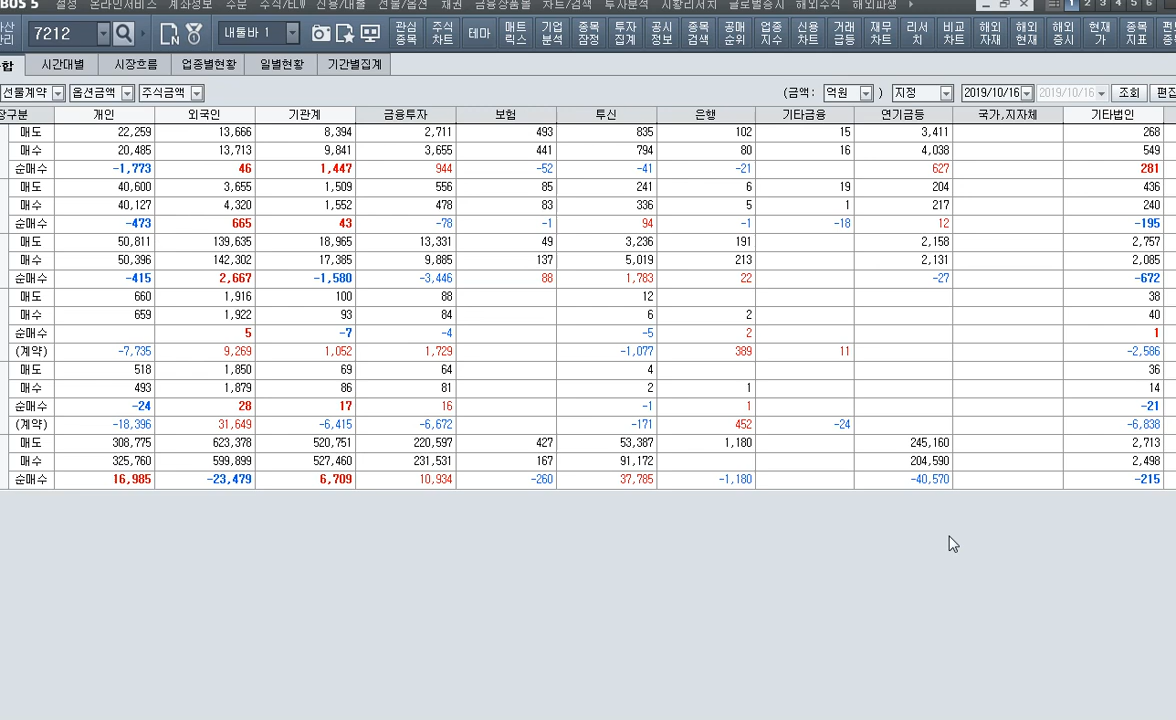 BOS 5 설정 온라인서비스 계좌정보 주문 주식/ELW 신용/대출 선물/옵션 채권 금융상품몰 차트/검색 투자분석 시황리서치 글로벌증시 해외주식 해외파생 1 2 3 4 5 6
7212 내툴바 1 관심종목 주식차트 테마 매트릭스 기업분석 종목잠정 투자집계 공시정보 종목검색 공매순위 업종지수 신용차트 거래급등 재무차트 리서치 비교차트 해외자재 해외현재 해외증시 현재가 종목지표
합 시간대별 시장흐름 업종별현황 일별현황 기간별집계
선물계약 옵션금액 주식금액 (금액: 억원 ) 지정 2019/10/16 2019/10/16 조회 편집
장구분 개인 외국인 기관계 금융투자 보험 투신 은행 기타금융 연기금등 국가,지자체 기타법인
매도 22,259 13,666 8,394 2,711 493 835 102 15 3,411 268
매수 20,485 13,713 9,841 3,655 441 794 80 16 4,038 549
순매수 -1,773 46 1,447 944 -52 -41 -21 627 281
매도 40,600 3,655 1,509 556 85 241 6 19 204 436
매수 40,127 4,320 1,552 478 83 336 5 1 217 240
순매수 -473 665 43 -78 -1 94 -1 -18 12 -195
매도 50,811 139,635 18,965 13,331 49 3,236 191 2,158 2,757
매수 50,396 142,302 17,385 9,885 137 5,019 213 2,131 2,085
순매수 -415 2,667 -1,580 -3,446 88 1,783 22 -27 -672
매도 660 1,916 100 88 12 38
매수 659 1,922 93 84 6 2 40
순매수 5 -7 -4 -5 2 1
(계약) -7,735 9,269 1,052 1,729 -1,077 389 11 -2,586
매도 518 1,850 69 64 4 36
매수 493 1,879 86 81 2 1 14
순매수 -24 28 17 16 -1 1 -21
(계약) -18,396 31,649 -6,415 -6,672 -171 452 -24 -6,838
매도 308,775 623,378 520,751 220,597 427 53,387 1,180 245,160 2,713
매수 325,760 599,899 527,460 231,531 167 91,172 204,590 2,498
순매수 16,985 -23,479 6,709 10,934 -260 37,785 -1,180 -40,570 -215